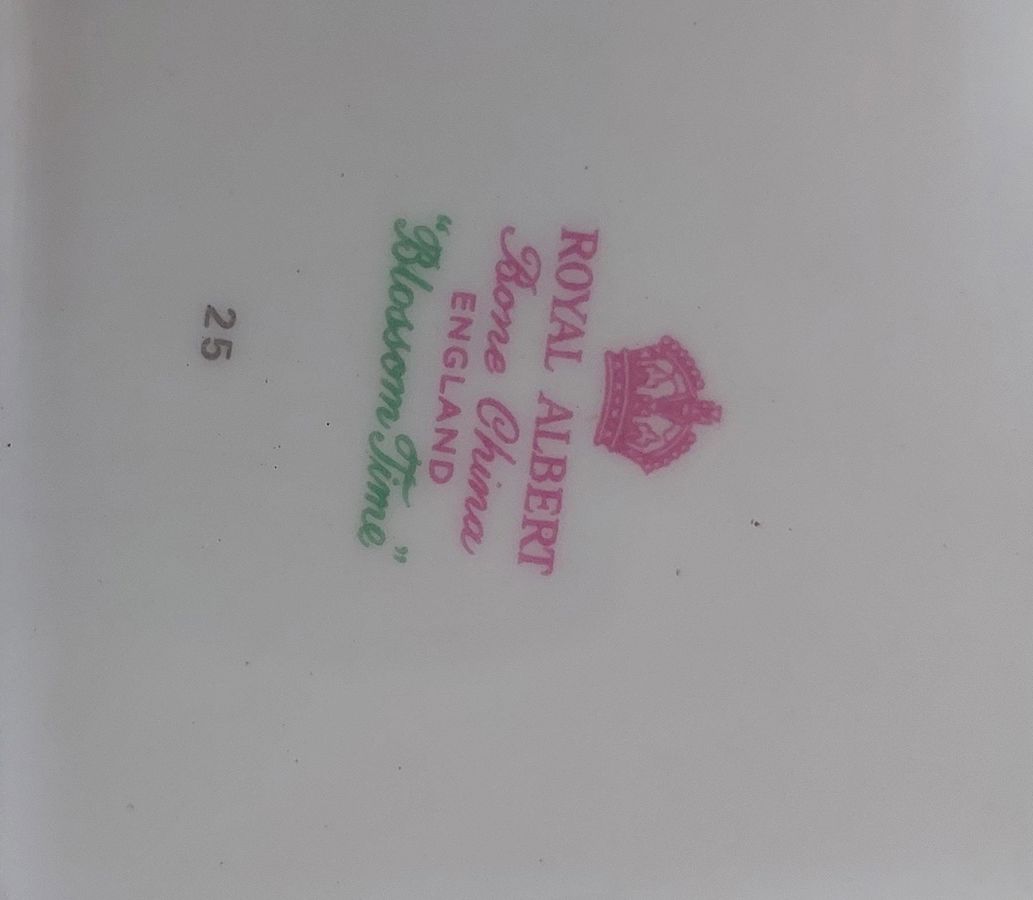 ROYAL ALBERT
Bone China
ENGLAND
"Blossom Time"
25